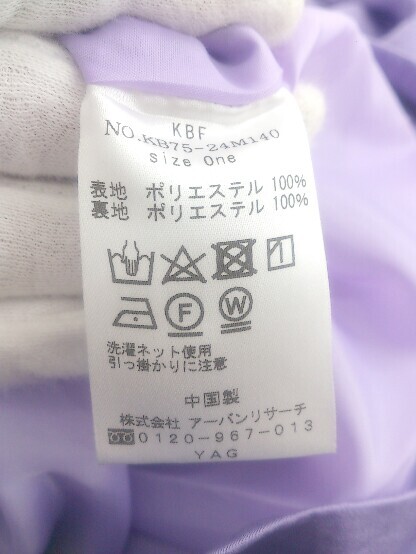 KBF
NO.KB75-24M140
size One
表地 ポリエステル 100%
裏地 ポリエステル 100%
F W
洗濯ネット使用
引っ掛かりに注意
中国製
株式会社 アーバンリサーチ
0120-967-013
YAG